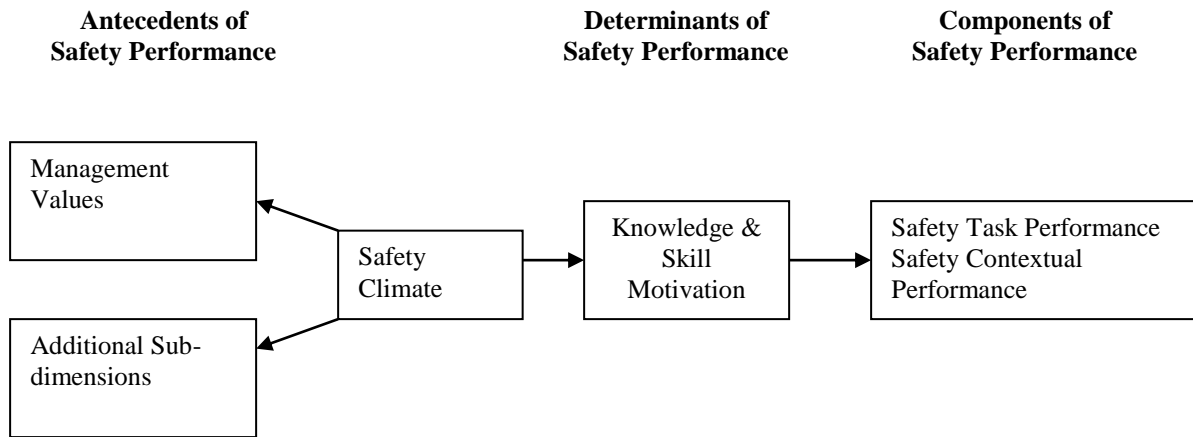 Antecedents of
Safety Performance
Determinants of
Safety Performance
Components of
Safety Performance
Management
Values
Safety
Climate
Additional Sub-
dimensions
Knowledge &
Skill
Motivation
Safety Task Performance
Safety Contextual
Performance